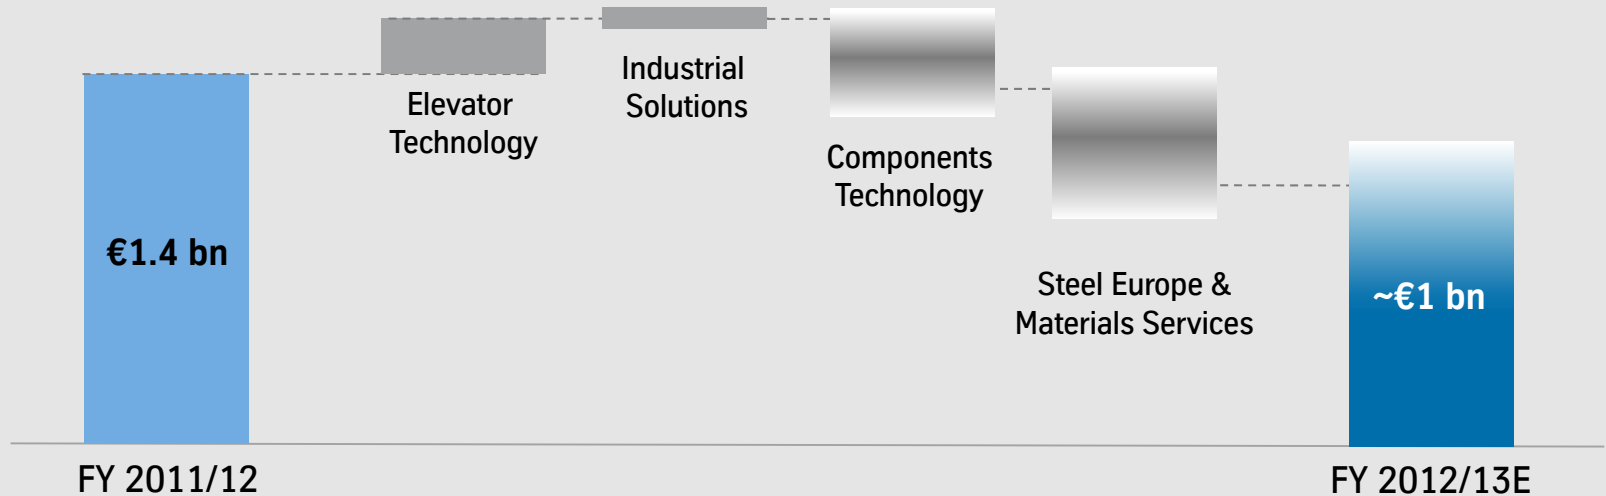 Industrial
Solutions
Elevator
Technology
Components
Technology
€1.4 bn
Steel Europe &
Materials Services
~€1 bn
FY 2011/12
FY 2012/13E